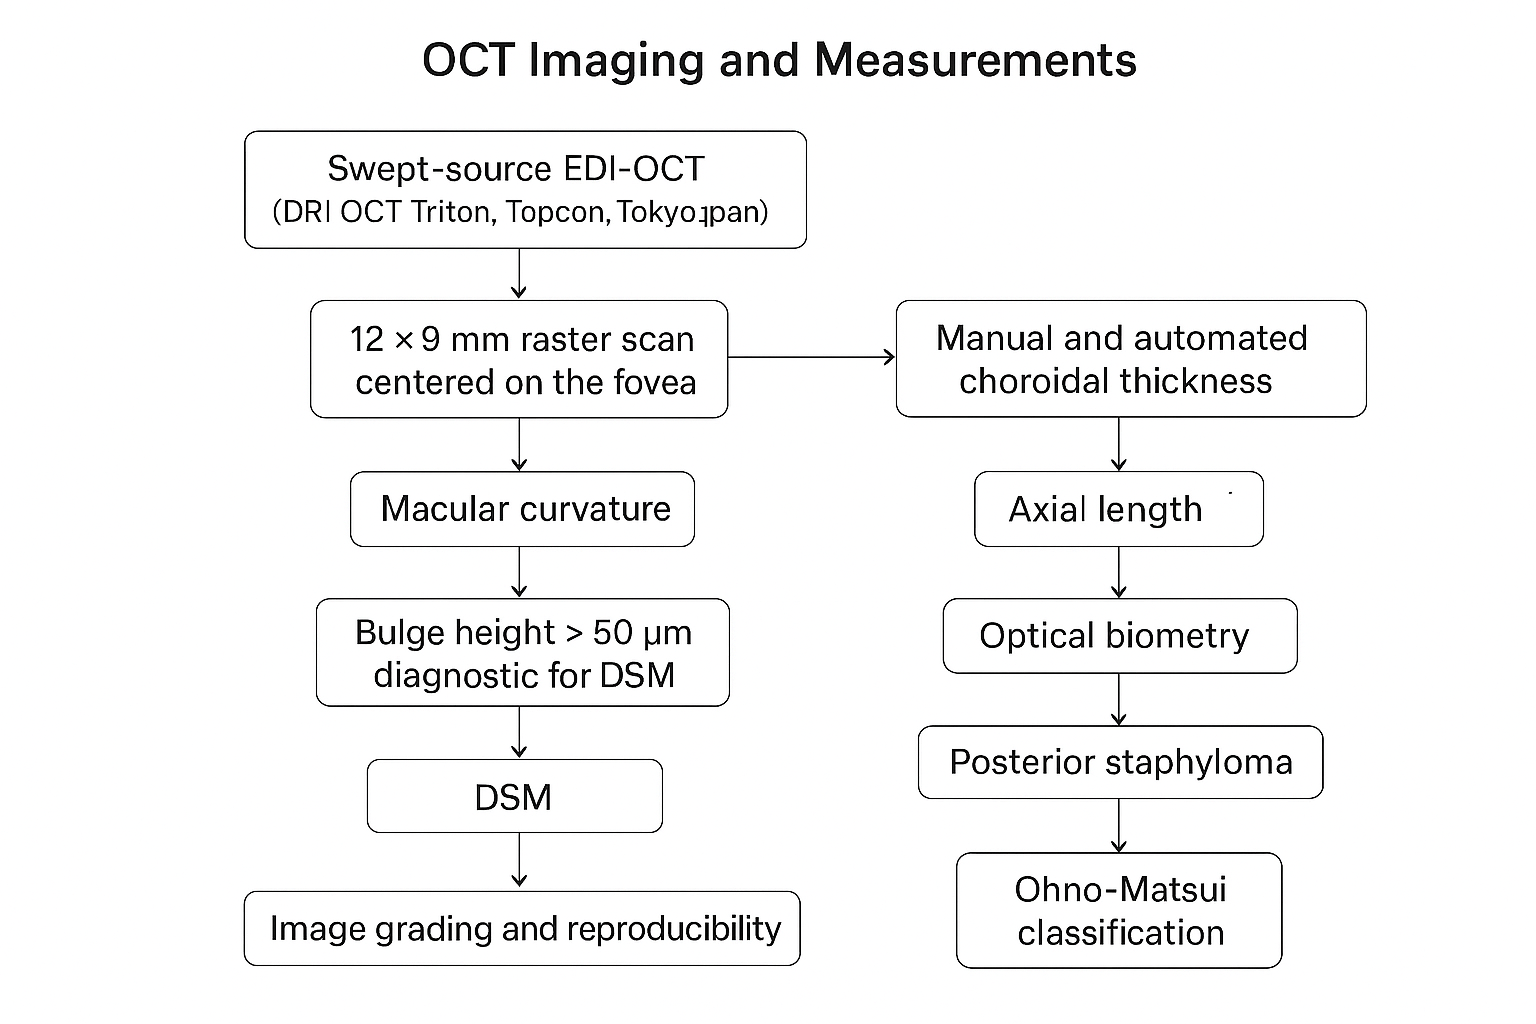 OCT Imaging and Measurements
Swept-source EDI-OCT
(DRI OCT Triton, Topcon,
12 × 9 mm raster scan
centered on the fovea
Macular curvature
Bulge height > 50 µm
diagnostic for DSM
DSM
Image grading and reproducibility
Manual and automated
choroidal thickness
Axial length
Optical biometry
Posterior staphyloma
Ohno-Matsui
classification